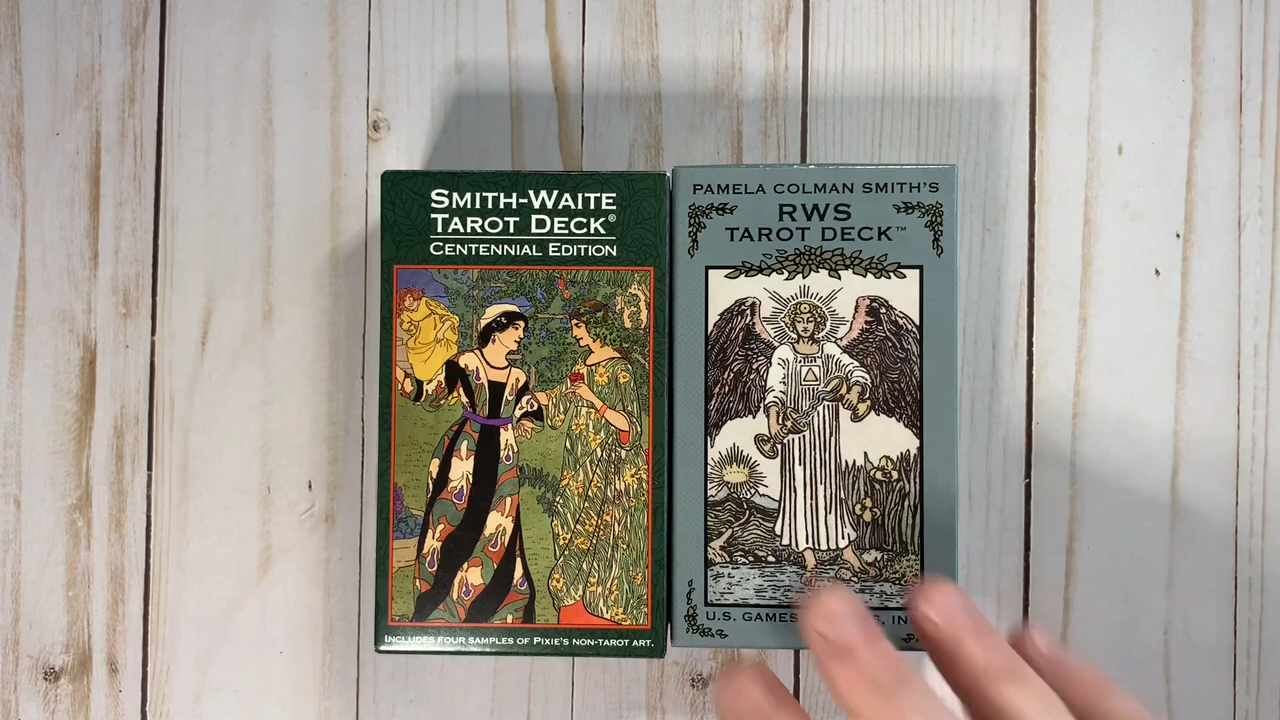 SMITH-WAITE
TAROT DECK®
CENTENNIAL EDITION
INCLUDES FOUR SAMPLES OF PIXIE'S NON-TAROT ART.
PAMELA COLMAN SMITH'S
RWS
TAROT DECK™
U.S. GAMES